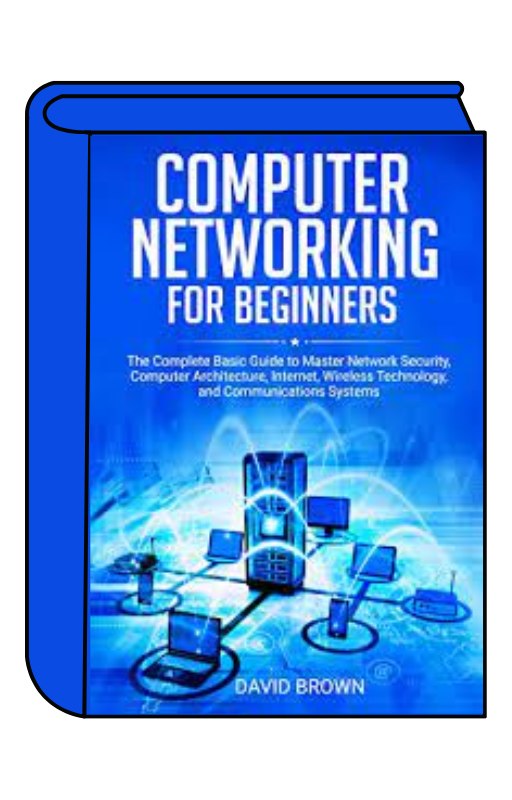 COMPUTER
NETWORKING
FOR BEGINNERS
The Complete Basic Guide to Master Network Security,
Computer Architecture, Internet, Wireless Technology,
and Communications Systems
DAVID BROWN